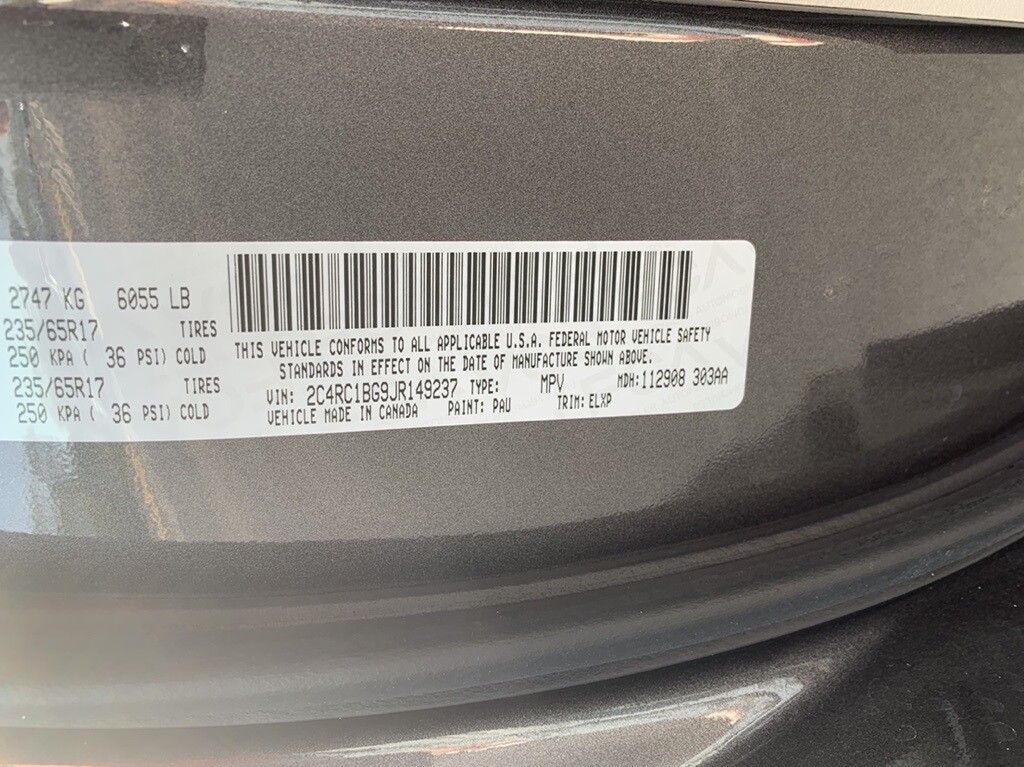 2747 KG 6055 LB
235/65R17 TIRES
250 KPA ( 36 PSI) COLD
235/65R17 TIRES
250 KPA ( 36 PSI) COLD
THIS VEHICLE CONFORMS TO ALL APPLICABLE U.S.A. FEDERAL MOTOR VEHICLE SAFETY
STANDARDS IN EFFECT ON THE DATE OF MANUFACTURE SHOWN ABOVE.
VIN: 2C4RC1BG9JR149237 TYPE: MPV MDH:112908 303AA
VEHICLE MADE IN CANADA PAINT: PAU TRIM: ELXP